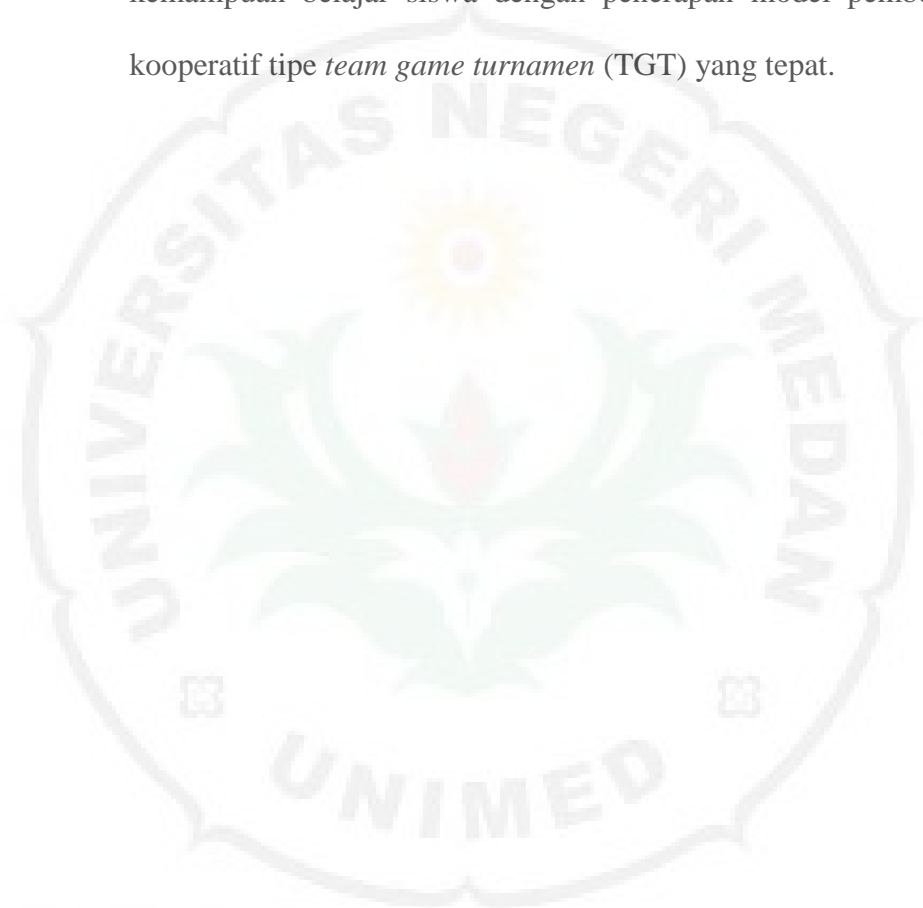 kemampuan belajar siswa dengan penerapan model
kooperatif tipe team game turnamen (TGT) yang tepat.
UNIVERSITAS NEGERI MEDAN
UNIMED